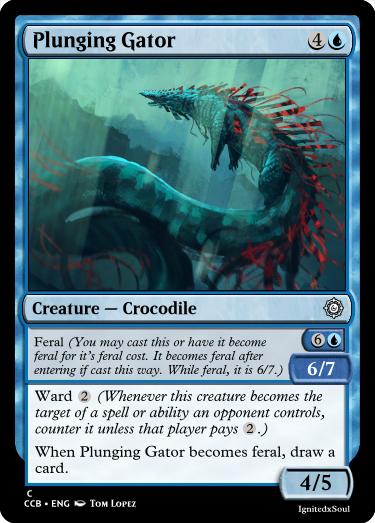 Plunging Gator 4
Creature — Crocodile
Feral (You may cast this or have it become 6
feral for it's feral cost. It becomes feral after
entering if cast this way. While feral, it is 6/7.)
6/7
Ward 2 (Whenever this creature becomes the
target of a spell or ability an opponent controls,
counter it unless that player pays 2.)
When Plunging Gator becomes feral, draw a
card.
4/5
C
CCB • ENG Tom Lopez
IgnitedxSoul